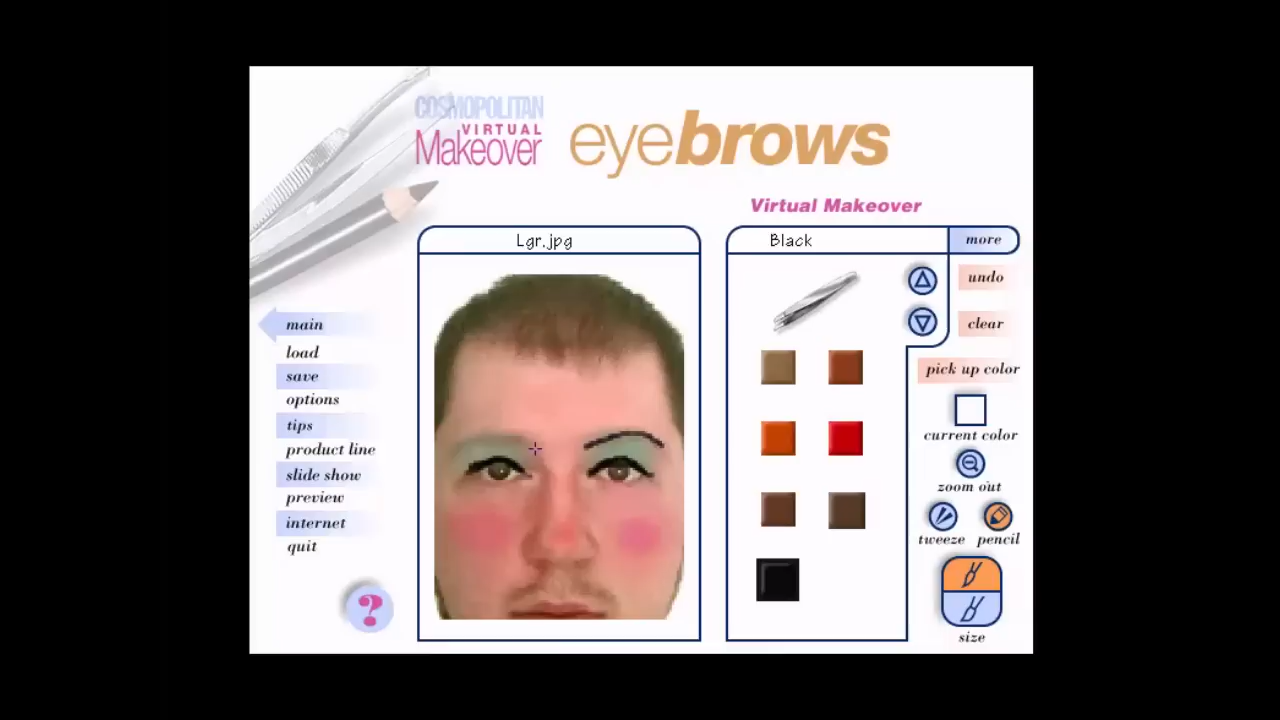 COSMOPOLITAN
VIRTUAL
Makeover
eyebrows
Virtual Makeover
Lgr.jpg
Black
more
undo
clear
pick up color
current color
zoom out
tweeze
pencil
size
main
load
save
options
tips
product line
slide show
preview
internet
quit
?